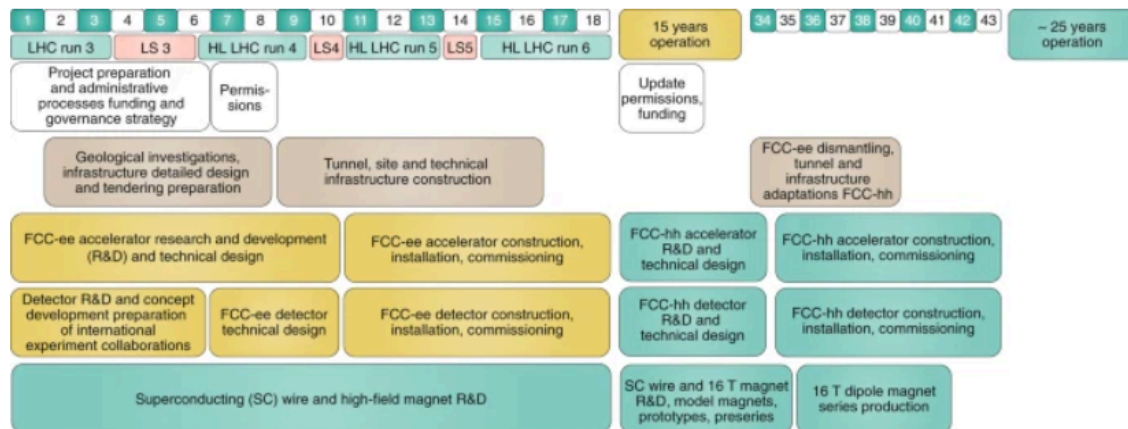 1 2 3 4 5 6 7 8 9 10 11 12 13 14 15 16 17 18
15 years
operation
34 35 36 37 38 39 40 41 42 43
~ 25 years
operation
LHC run 3
LS 3
HL LHC run 4
LS4
HL LHC run 5
LS5
HL LHC run 6
Project preparation
and administrative
processes funding and
governance strategy
Permis-
sions
Update
permissions,
funding
Geological investigations,
infrastructure detailed design
and tendering preparation
Tunnel, site and technical
infrastructure construction
FCC-ee dismantling,
tunnel and
infrastructure
adaptations FCC-hh
FCC-ee accelerator research and development
(R&D) and technical design
FCC-ee accelerator construction,
installation, commissioning
FCC-hh accelerator
R&D and
technical design
FCC-hh accelerator construction,
installation, commissioning
Detector R&D and concept
development preparation
of international
experiment collaborations
FCC-ee detector
technical design
FCC-ee detector construction,
installation, commissioning
FCC-hh detector
R&D and
technical design
FCC-hh detector construction,
installation, commissioning
Superconducting (SC) wire and high-field magnet R&D
SC wire and 16 T magnet
R&D, model magnets,
prototypes, preseries
16 T dipole magnet
series production